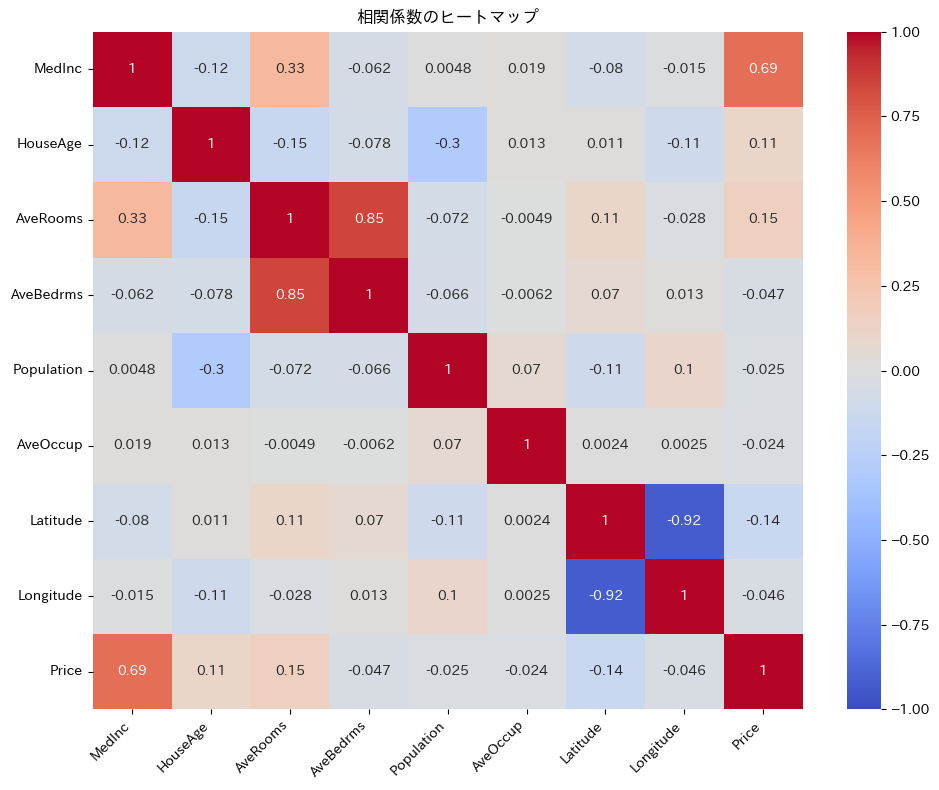 相関係数のヒートマップ
MedInc 1 -0.12 0.33 -0.062 0.0048 0.019 -0.08 -0.015 0.69
HouseAge -0.12 1 -0.15 -0.078 -0.3 0.013 0.011 -0.11 0.11
AveRooms 0.33 -0.15 1 0.85 -0.072 -0.0049 0.11 -0.028 0.15
AveBedrms -0.062 -0.078 0.85 1 -0.066 -0.0062 0.07 0.013 -0.047
Population 0.0048 -0.3 -0.072 -0.066 1 0.07 -0.11 0.1 -0.025
AveOccup 0.019 0.013 -0.0049 -0.0062 0.07 1 0.0024 0.0025 -0.024
Latitude -0.08 0.011 0.11 0.07 -0.11 0.0024 1 -0.92 -0.14
Longitude -0.015 -0.11 -0.028 0.013 0.1 0.0025 -0.92 1 -0.046
Price 0.69 0.11 0.15 -0.047 -0.025 -0.024 -0.14 -0.046 1
MedInc HouseAge AveRooms AveBedrms Population AveOccup Latitude Longitude Price
1.00
0.75
0.50
0.25
0.00
−0.25
−0.50
−0.75
−1.00